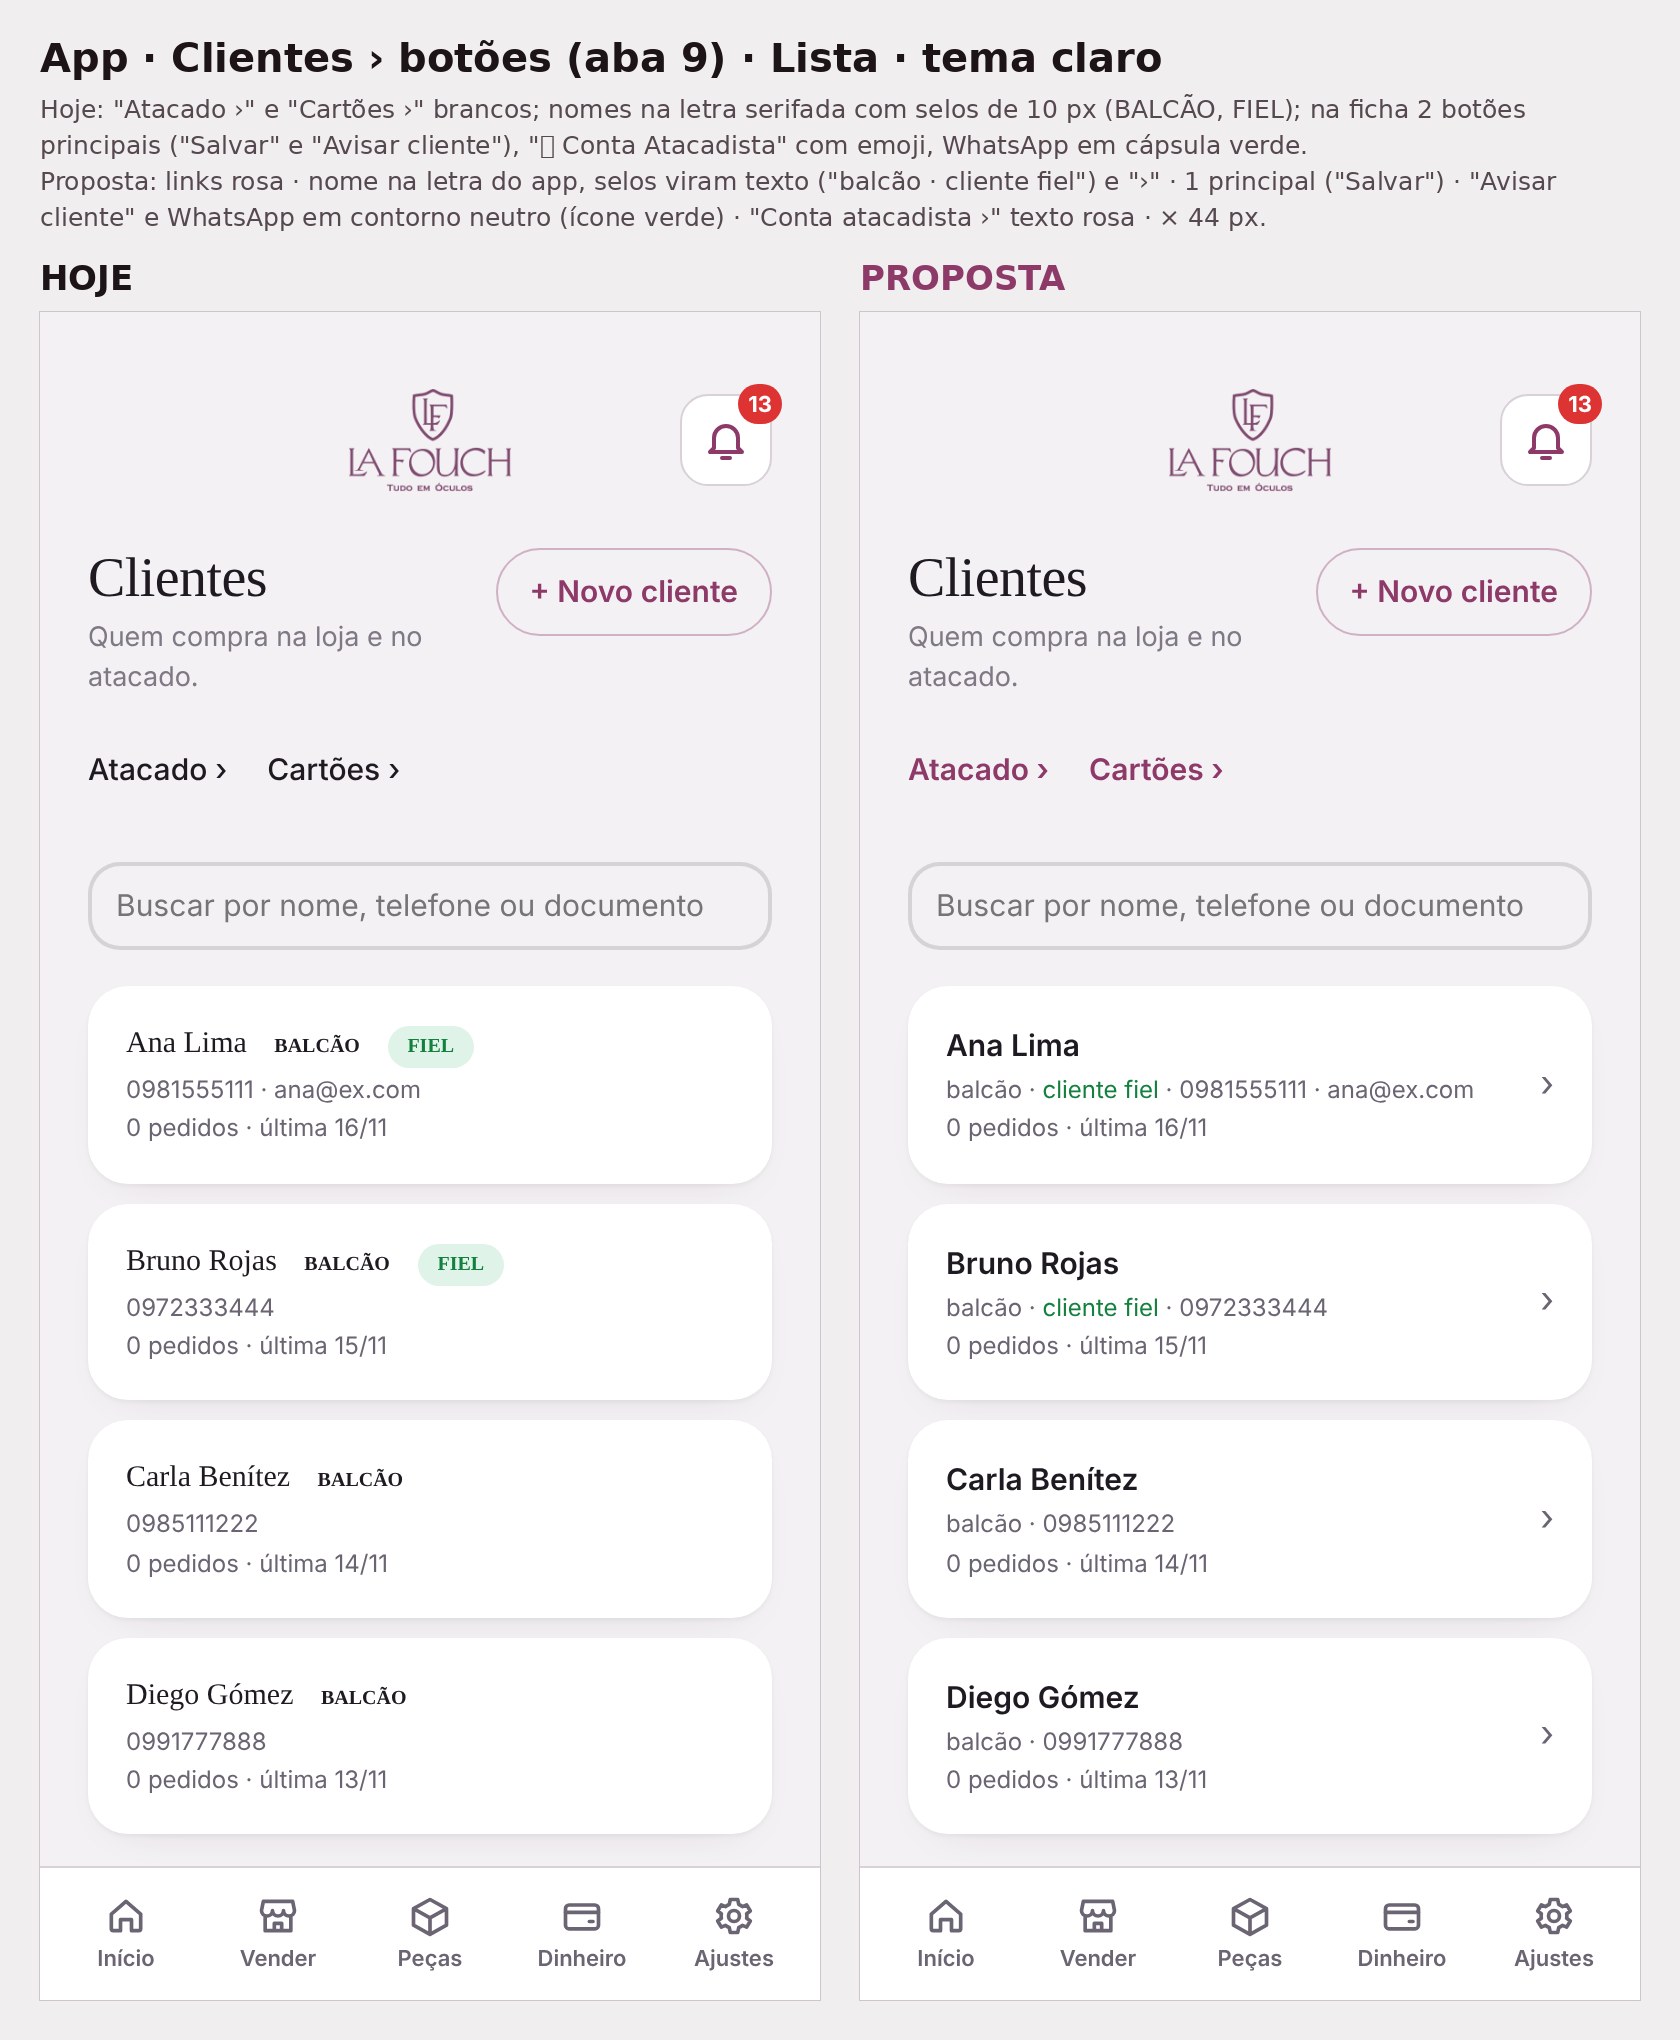 App · Clientes › botões (aba 9) · Lista · tema claro
Hoje: "Atacado ›" e "Cartões ›" brancos; nomes na letra serifada com selos de 10 px (BALCÃO, FIEL); na ficha 2 botões
principais ("Salvar" e "Avisar cliente"), "▯ Conta Atacadista" com emoji, WhatsApp em cápsula verde.
Proposta: links rosa · nome na letra do app, selos viram texto ("balcão · cliente fiel") e "›" · 1 principal ("Salvar") · "Avisar
cliente" e WhatsApp em contorno neutro (ícone verde) · "Conta atacadista ›" texto rosa · × 44 px.
HOJE
LF
LA FOUCH
TUDO EM ÓCULOS
13
Clientes
+ Novo cliente
Quem compra na loja e no
atacado.
Atacado › Cartões ›
Buscar por nome, telefone ou documento
Ana Lima BALCÃO FIEL
0981555111 · ana@ex.com
0 pedidos · última 16/11
Bruno Rojas BALCÃO FIEL
0972333444
0 pedidos · última 15/11
Carla Benítez BALCÃO
0985111222
0 pedidos · última 14/11
Diego Gómez BALCÃO
0991777888
0 pedidos · última 13/11
Início Vender Peças Dinheiro Ajustes
PROPOSTA
LF
LA FOUCH
TUDO EM ÓCULOS
13
Clientes
+ Novo cliente
Quem compra na loja e no
atacado.
Atacado › Cartões ›
Buscar por nome, telefone ou documento
Ana Lima
balcão · cliente fiel · 0981555111 · ana@ex.com ›
0 pedidos · última 16/11
Bruno Rojas
balcão · cliente fiel · 0972333444 ›
0 pedidos · última 15/11
Carla Benítez
balcão · 0985111222 ›
0 pedidos · última 14/11
Diego Gómez
balcão · 0991777888 ›
0 pedidos · última 13/11
Início Vender Peças Dinheiro Ajustes